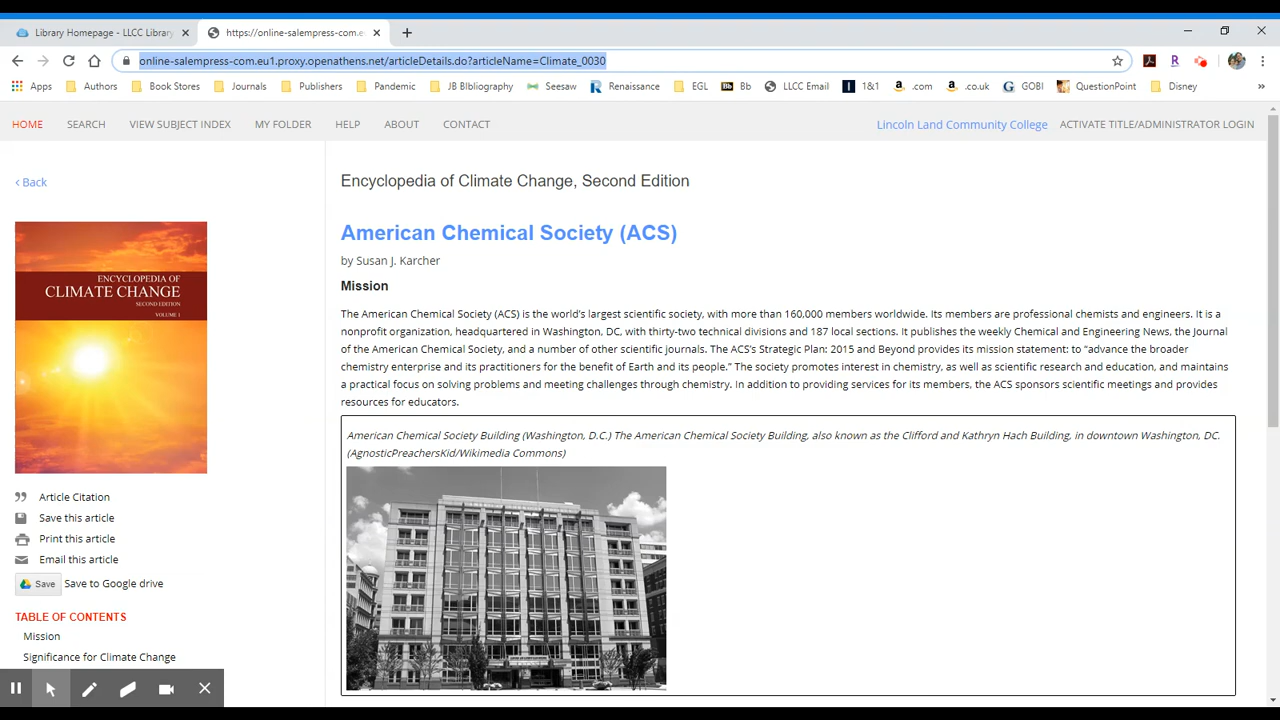 Library Homepage - LLCC Library
https://online-salempress-com.e
online-salempress-com.eu1.proxy.openathens.net/articleDetails.do?articleName=Climate_0030
Apps
Authors
Book Stores
Journals
Publishers
Pandemic
JB BIbliography
Seesaw
Renaissance
EGL
Bb
LLCC Email
1&1
.com
.co.uk
GOBI
QuestionPoint
Disney
»
HOME
SEARCH
VIEW SUBJECT INDEX
MY FOLDER
HELP
ABOUT
CONTACT
Lincoln Land Community College
ACTIVATE TITLE/ADMINISTRATOR LOGIN
‹ Back
ENCYCLOPEDIA OF
CLIMATE CHANGE
SECOND EDITION
VOLUME 1
Article Citation
Save this article
Print this article
Email this article
Save
Save to Google drive
TABLE OF CONTENTS
Mission
Significance for Climate Change
Encyclopedia of Climate Change, Second Edition
American Chemical Society (ACS)
by Susan J. Karcher
Mission
The American Chemical Society (ACS) is the world's largest scientific society, with more than 160,000 members worldwide. Its members are professional chemists and engineers. It is a
nonprofit organization, headquartered in Washington, DC, with thirty-two technical divisions and 187 local sections. It publishes the weekly Chemical and Engineering News, the Journal
of the American Chemical Society, and a number of other scientific journals. The ACS's Strategic Plan: 2015 and Beyond provides its mission statement: to “advance the broader
chemistry enterprise and its practitioners for the benefit of Earth and its people.” The society promotes interest in chemistry, as well as scientific research and education, and maintains
a practical focus on solving problems and meeting challenges through chemistry. In addition to providing services for its members, the ACS sponsors scientific meetings and provides
resources for educators.
American Chemical Society Building (Washington, D.C.) The American Chemical Society Building, also known as the Clifford and Kathryn Hach Building, in downtown Washington, DC.
(AgnosticPreachersKid/Wikimedia Commons)